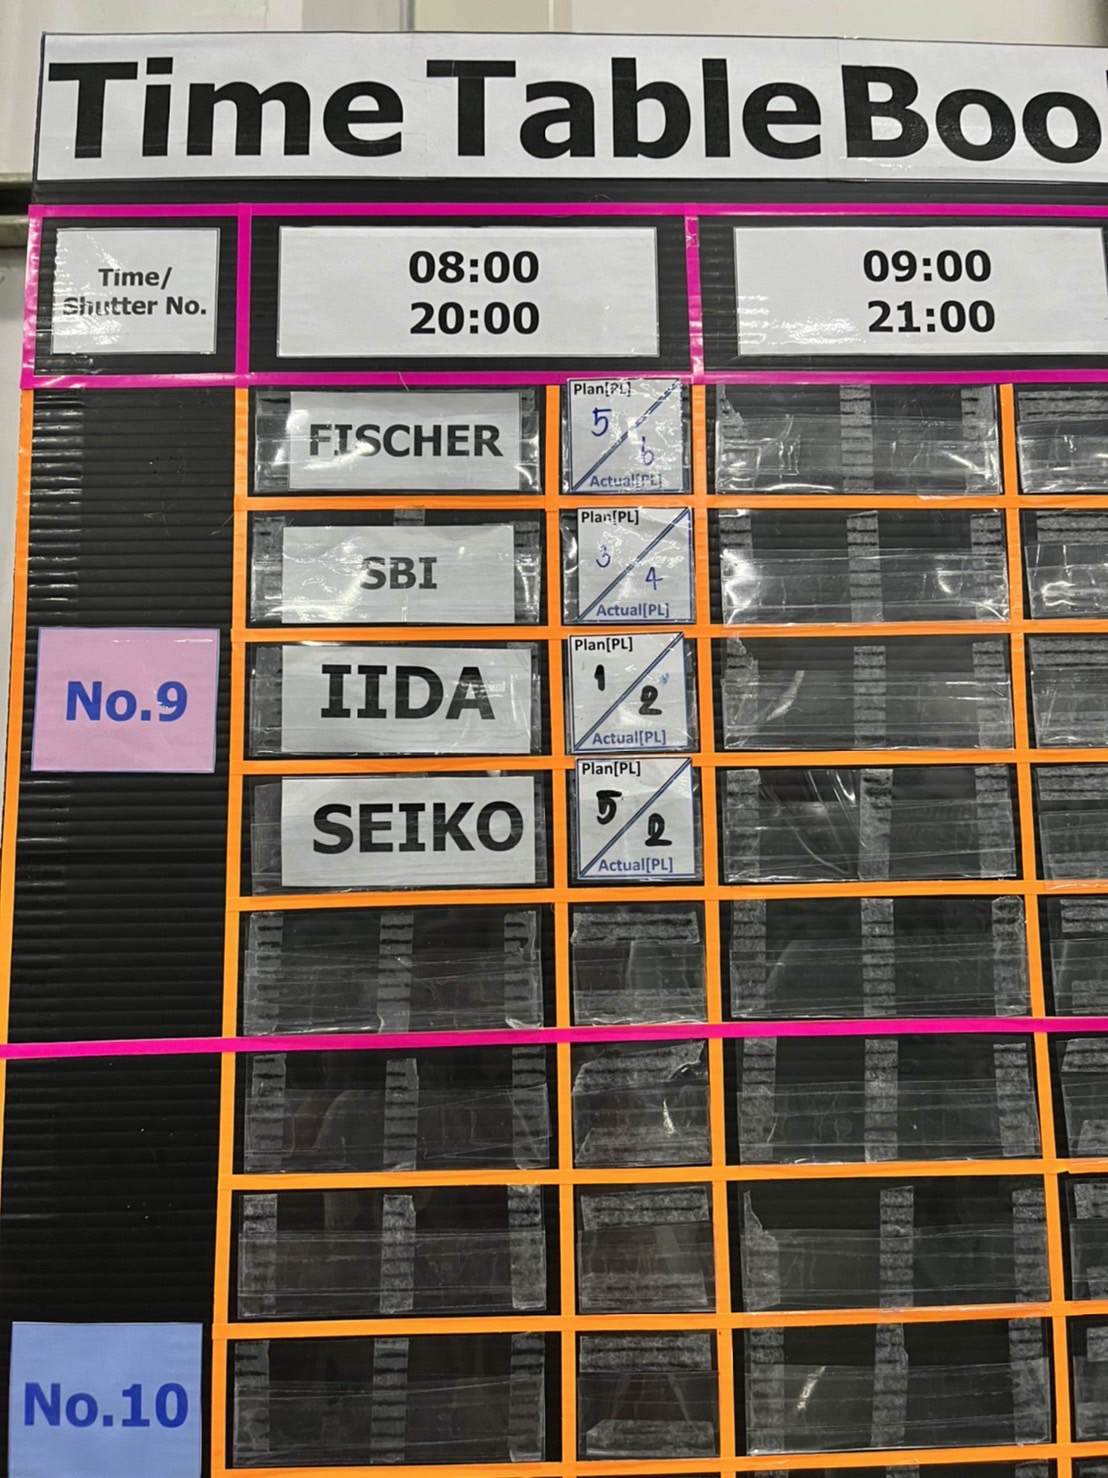 Time Table Boo
Time/
Shutter No.
08:00
20:00
09:00
21:00
No.9
FISCHER
Plan[PL]
5
6
Actual[PL]
SBI
Plan[PL]
3
4
Actual[PL]
IIDA
Plan[PL]
1
2
Actual[PL]
SEIKO
Plan[PL]
5
2
Actual[PL]
No.10